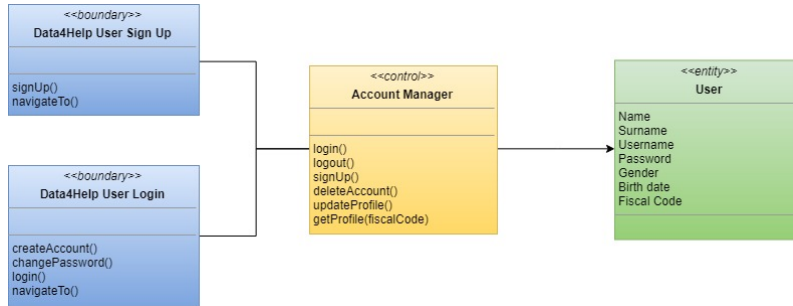 <<boundary>>
Data4Help User Sign Up
signUp()
navigateTo()
<<boundary>>
Data4Help User Login
createAccount()
changePassword()
login()
navigateTo()
<<control>>
Account Manager
login()
logout()
signUp()
deleteAccount()
updateProfile()
getProfile(fiscalCode)
<<entity>>
User
Name
Surname
Username
Password
Gender
Birth date
Fiscal Code